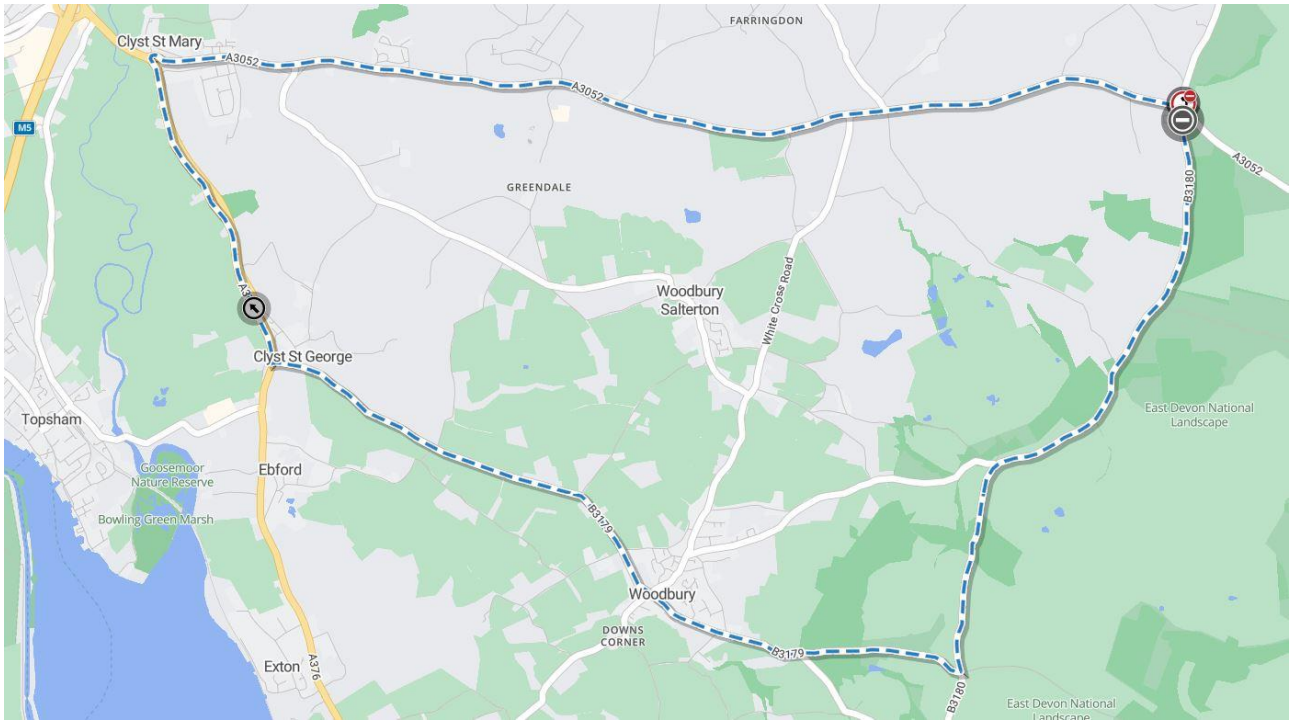 FARRINGDON
Clyst St Mary
A3052
A3052
M5
A3052
B3180
GREENDALE
Woodbury
Salterton
White Cross Road
Clyst St George
Topsham
East Devon National
Landscape
Goosemoor
Nature Reserve
Ebford
Bowling Green Marsh
B3179
Woodbury
DOWNS
CORNER
B3179
Exton
A376
B3180
East Devon National
Landscape